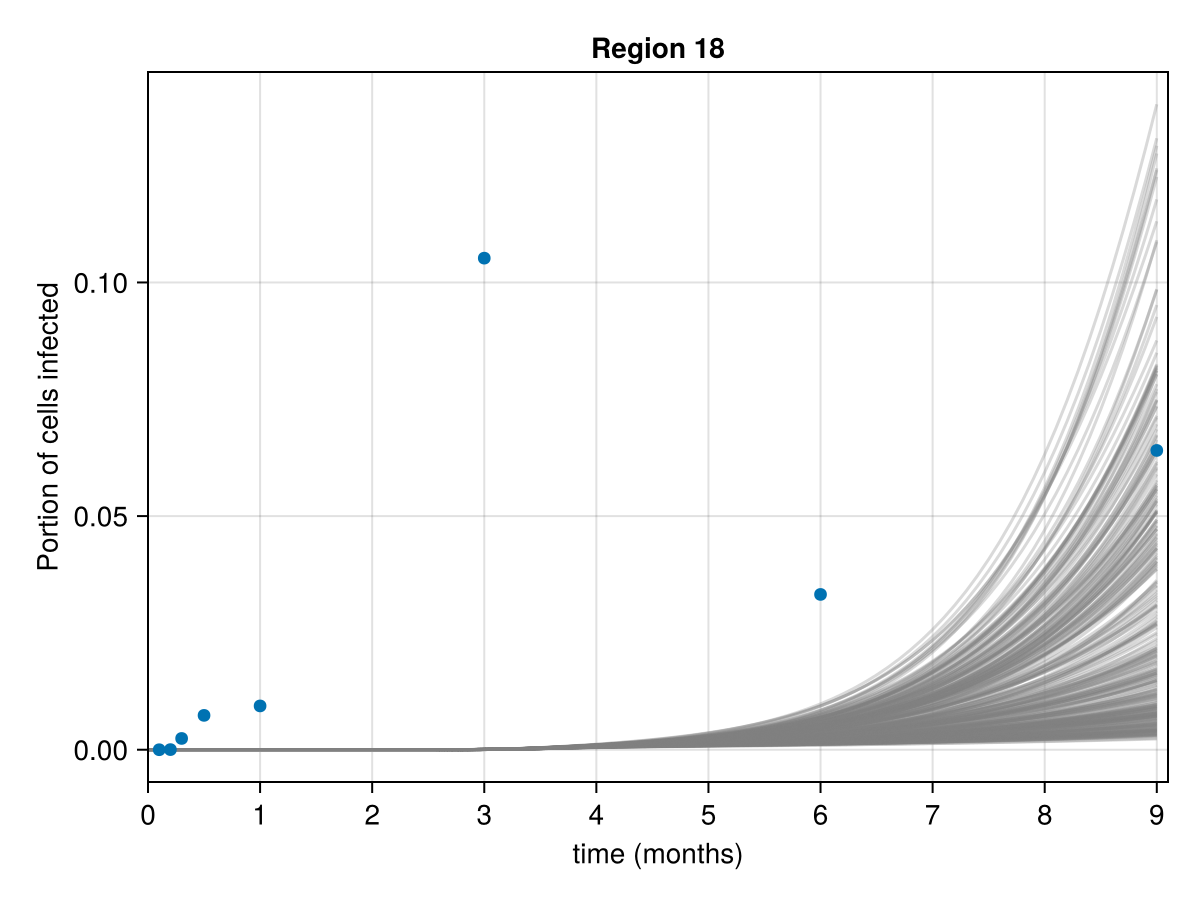 Region 18
Portion of cells infected
0.10
0.05
0.00
0 1 2 3 4 5 6 7 8 9
time (months)